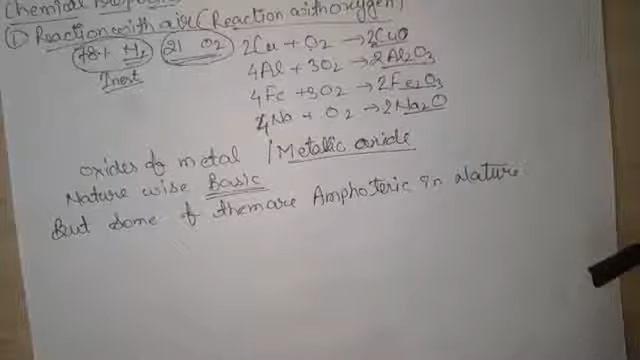 Chemical
① Reaction with air (Reaction with oxygen)
78% N₂ 21 O₂ 2Cu + O₂ → 2CuO
Inert 4Al + 3O₂ → 2Al₂O₃
4Fe + 3O₂ → 2Fe₂O₃
4Na + O₂ → 2Na₂O
oxides of metal / Metallic oxide
Nature wise Basic
But some of them are Amphoteric in Nature